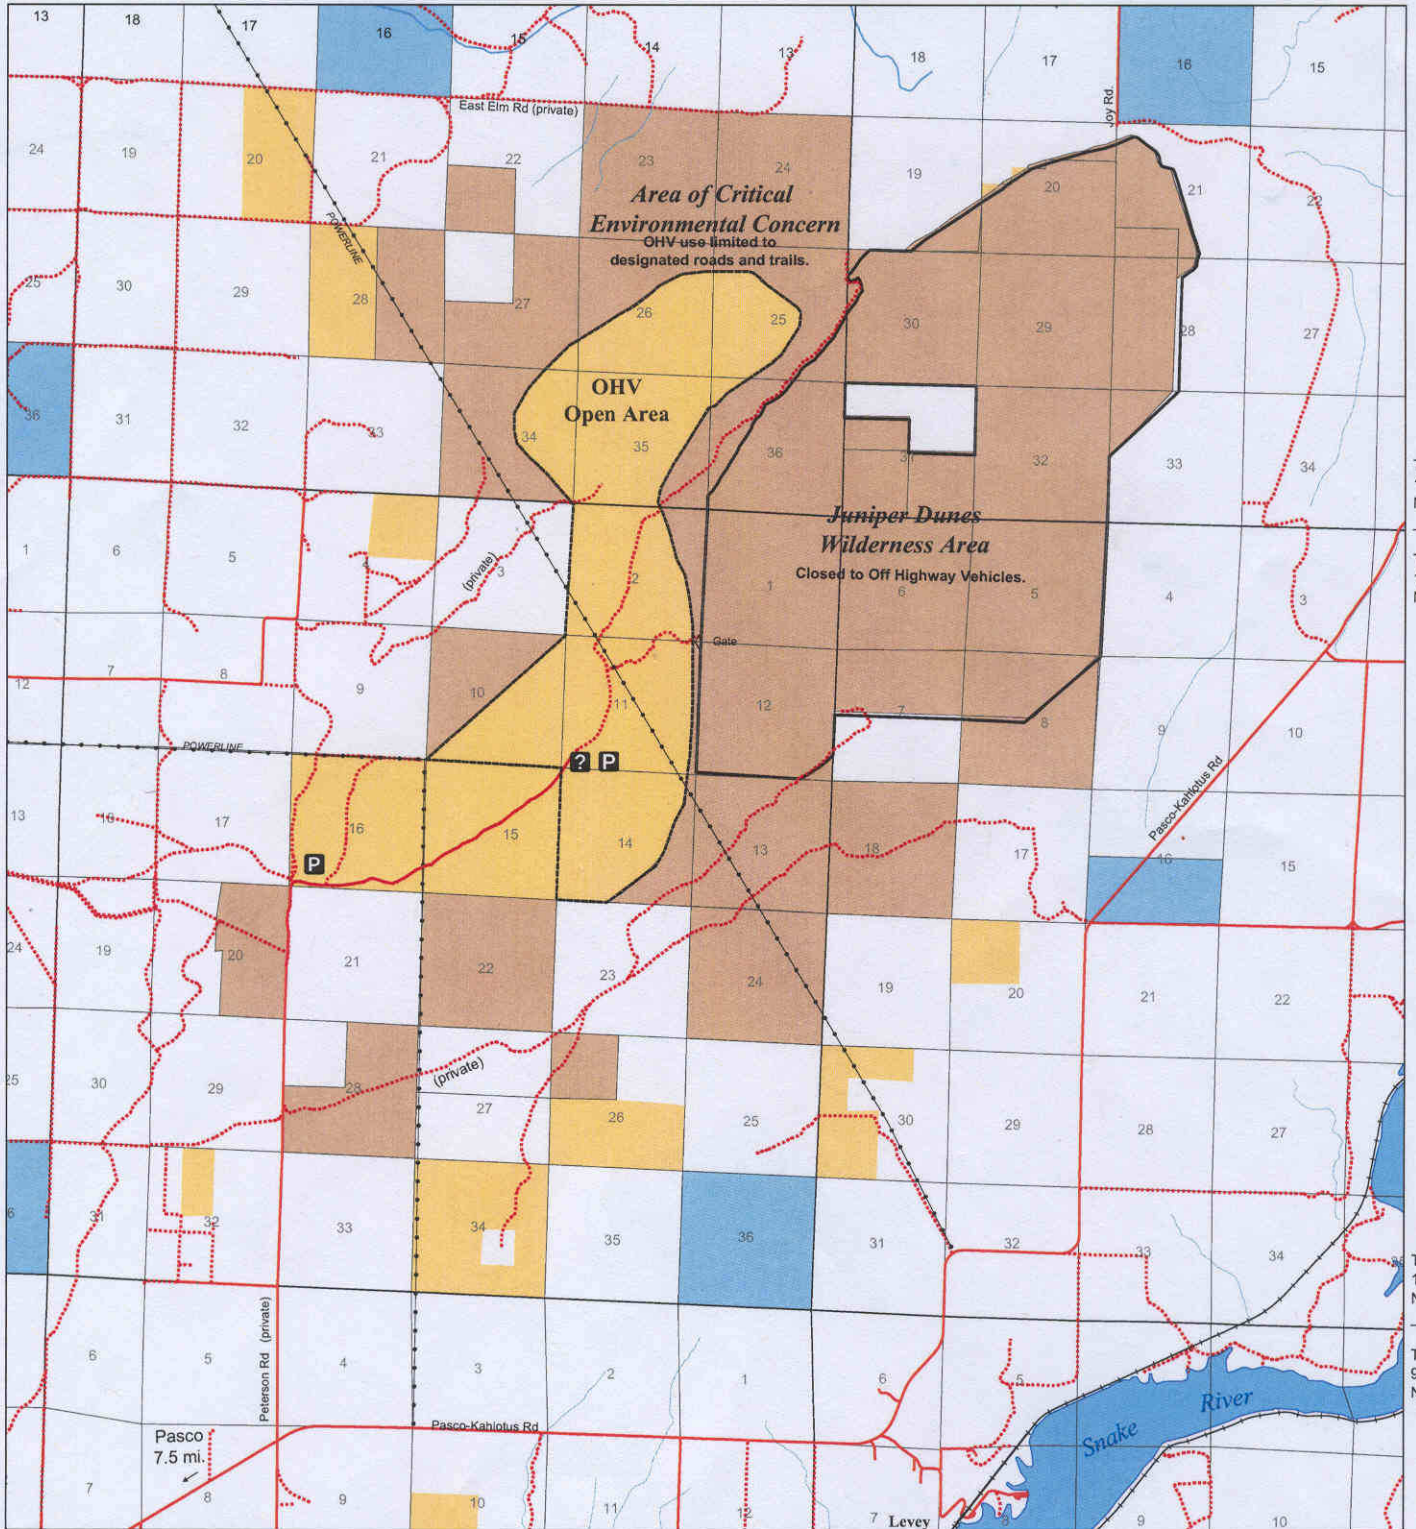 13 18 17 16 15 14 13 18 17 16 15
Joy Rd.
East Elm Rd (private)
24 19 20 21 22 23 24 19 20 21 22
Area of Critical
Environmental Concern
OHV use limited to
designated roads and trails.
POWERLINE
25 30 29 28 27 26 25 30 29 28 27
OHV
Open Area
36 31 32 33 34 35 36 31 32 33 34
Juniper Dunes
Wilderness Area
Closed to Off Highway Vehicles.
1 6 5 4 3 2 1 6 5 4 3
(private)
Gate
12 7 8 9 10 11 12 7 8 9 10
POWERLINE
? P
Pasco-Kahlotus Rd
13 18 17 16 15 14 13 18 17 16 15
P
24 19 20 21 22 23 24 19 20 21 22
(private)
25 30 29 28 27 26 25 30 29 28 27
6 31 32 33 34 35 36 31 32 33 34
T
1
N
T
9
N
Peterson Rd (private)
6 5 4 3 2 1 6 5
Snake River
Pasco-Kahlotus Rd
Pasco
7.5 mi.
7 8 9 10 11 12 7 8 9 10
Levey